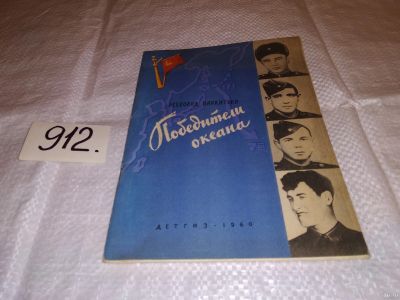 912.
Победители
океана
ДЕТГИЗ-1960